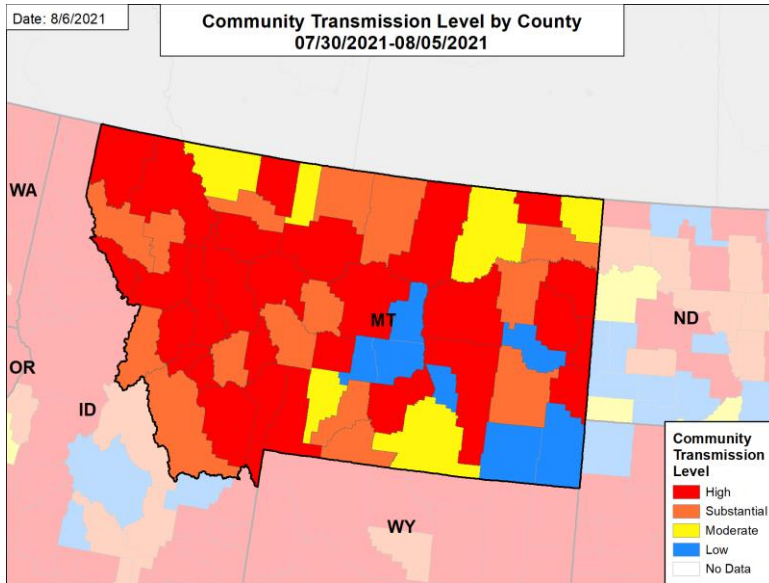 Date: 8/6/2021
Community Transmission Level by County
07/30/2021-08/05/2021
WA
MT
ND
OR
ID
WY
Community
Transmission
Level
High
Substantial
Moderate
Low
No Data